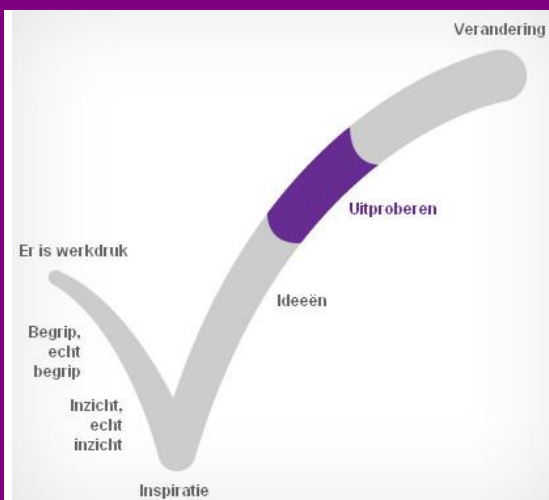 Verandering
Uitproberen
Er is werkdruk
Ideeën
Begrip,
echt
begrip
Inzicht,
echt
inzicht
Inspiratie